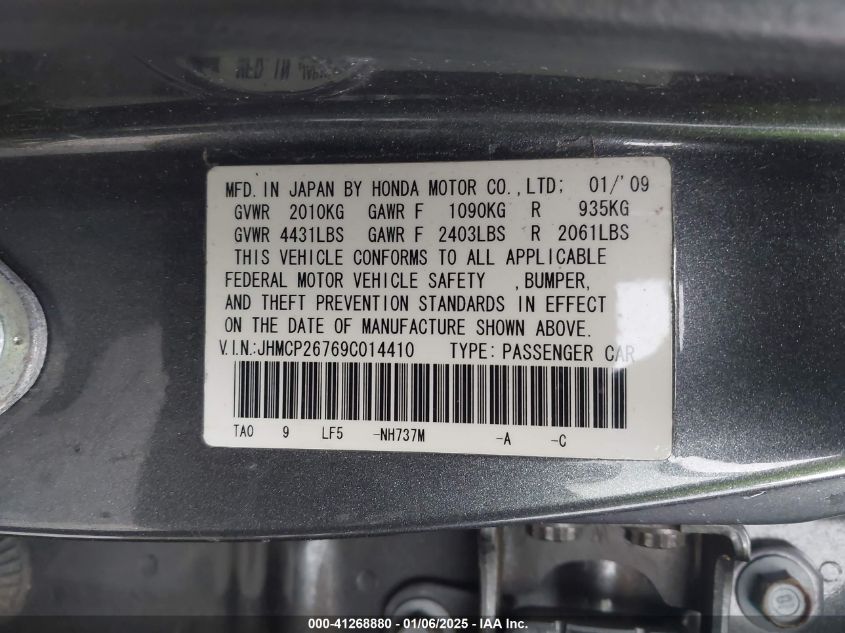 MFD. IN JAPAN BY HONDA MOTOR CO.,LTD; 01/'09
GVWR 2010KG GAWR F 1090KG R 935KG
GVWR 4431LBS GAWR F 2403LBS R 2061LBS
THIS VEHICLE CONFORMS TO ALL APPLICABLE
FEDERAL MOTOR VEHICLE SAFETY ,BUMPER,
AND THEFT PREVENTION STANDARDS IN EFFECT
ON THE DATE OF MANUFACTURE SHOWN ABOVE.
V.I.N.:JHMCP26769C014410 TYPE: PASSENGER CAR
TA0 9 LF5 -NH737M -A -C
000-41268880 - 01/06/2025 - IAA Inc.